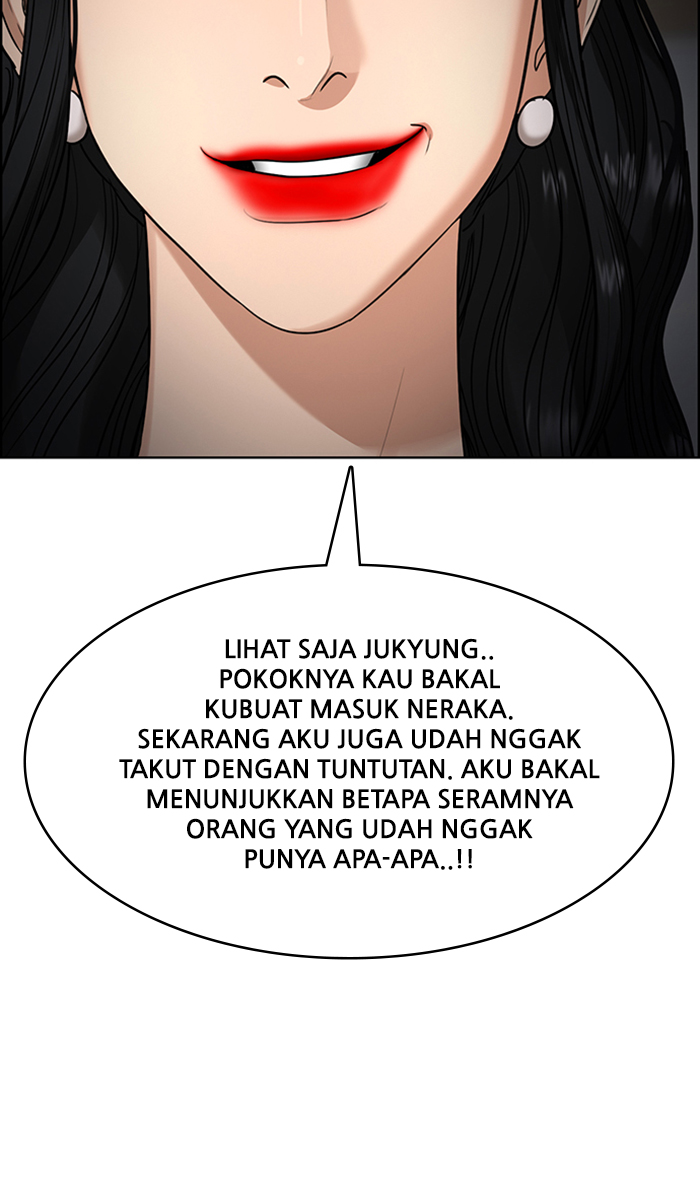 LIHAT SAJA JUKYUNG..
POKOKNYA KAU BAKAL
KUBUAT MASUK NERAKA.
SEKARANG AKU JUGA UDAH NGGAK
TAKUT DENGAN TUNTUTAN. AKU BAKAL
MENUNJUKKAN BETAPA SERAMNYA
ORANG YANG UDAH NGGAK
PUNYA APA-APA..!!